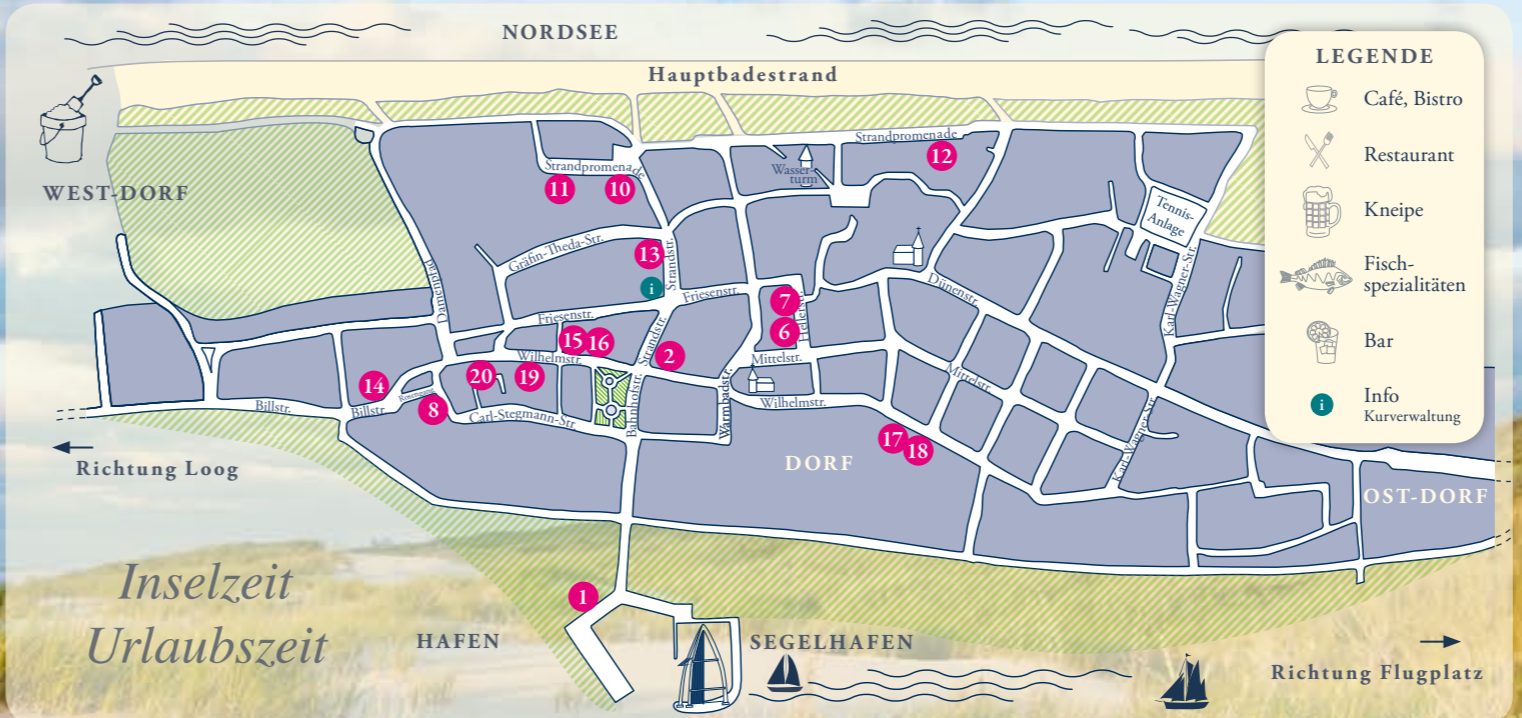 NORDSEE
Hauptbadestrand
LEGENDE
Café, Bistro
Restaurant
Kneipe
Fisch-
spezialitäten
Bar
i
Info
Kurverwaltung
WEST-DORF
Strandpromenade
12
Wasser-
turm
Strandpromenade
11
10
Tennis-
Anlage
Gräfin-Theda-Str.
13
Strandstr.
i
Damenpfad
Friesenstr.
Dünenstr.
Karl-Wagner-Str.
7
Hellerstr.
6
Friesenstr.
15
16
Strandstr.
2
Wilhelmstr.
Mittelstr.
Mittelstr.
20
19
14
Billstr.
Billstr.
8
Carl-Stegmann-Str.
Bahnhofstr.
Warmbadstr.
Wilhelmstr.
17
18
Karl-Wagner-Str.
DORF
OST-DORF
Richtung Loog
Inselzeit
Urlaubszeit
1
HAFEN
SEGELHAFEN
Richtung Flugplatz